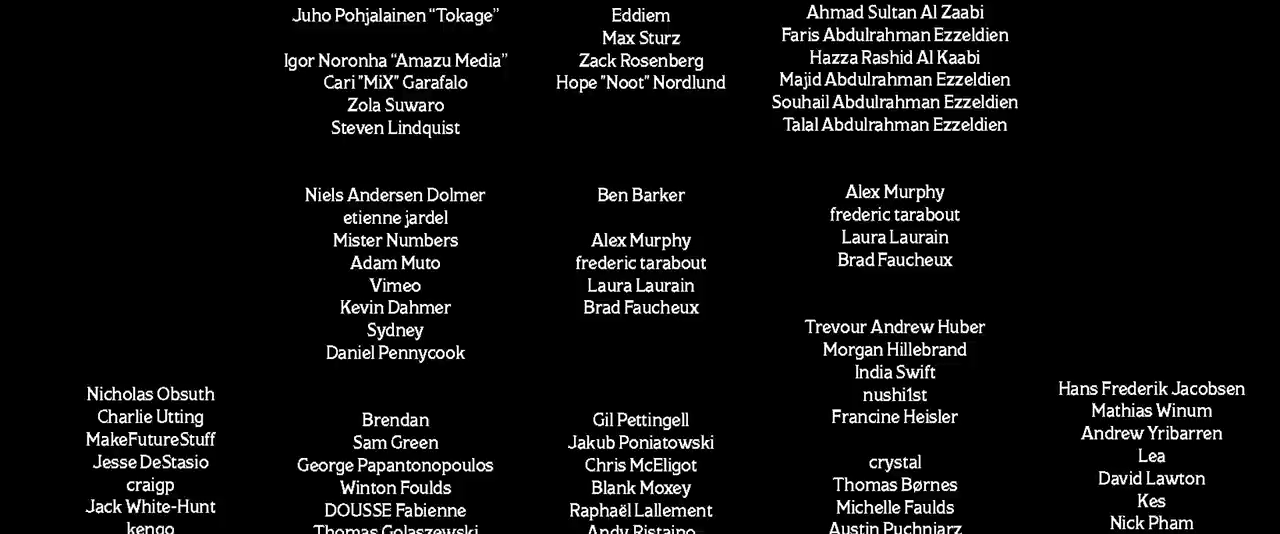 Juho Pohjalainen “Tokage”
Igor Noronha “Amazu Media”
Cari "MiX" Garafalo
Zola Suwaro
Steven Lindquist
Eddiem
Max Sturz
Zack Rosenberg
Hope "Noot" Nordlund
Ahmad Sultan Al Zaabi
Faris Abdulrahman Ezzeldien
Hazza Rashid Al Kaabi
Majid Abdulrahman Ezzeldien
Souhail Abdulrahman Ezzeldien
Talal Abdulrahman Ezzeldien
Niels Andersen Dolmer
etienne jardel
Mister Numbers
Adam Muto
Vimeo
Kevin Dahmer
Sydney
Daniel Pennycook
Ben Barker
Alex Murphy
frederic tarabout
Laura Laurain
Brad Faucheux
Alex Murphy
frederic tarabout
Laura Laurain
Brad Faucheux
Trevour Andrew Huber
Morgan Hillebrand
India Swift
nushi1st
Francine Heisler
Nicholas Obsuth
Charlie Utting
MakeFutureStuff
Jesse DeStasio
craigp
Jack White-Hunt
kengo
Brendan
Sam Green
George Papantonopoulos
Winton Foulds
DOUSSE Fabienne
Thomas Golaszewski
Gil Pettingell
Jakub Poniatowski
Chris McEligot
Blank Moxey
Raphaël Lallement
Andy Ristaino
crystal
Thomas Børnes
Michelle Faulds
Austin Puchniarz
Hans Frederik Jacobsen
Mathias Winum
Andrew Yribarren
Lea
David Lawton
Kes
Nick Pham